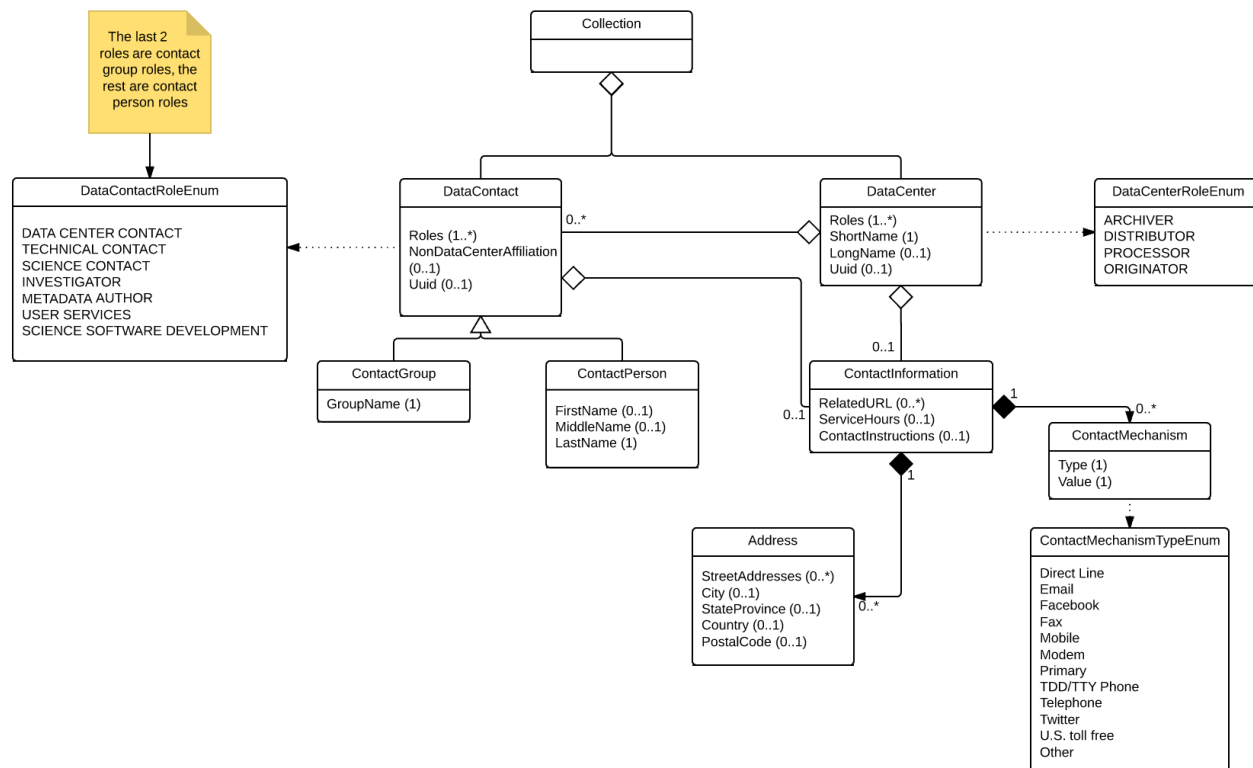 The last 2
roles are contact
group roles, the
rest are contact
person roles
Collection
DataContactRoleEnum
DATA CENTER CONTACT
TECHNICAL CONTACT
SCIENCE CONTACT
INVESTIGATOR
METADATA AUTHOR
USER SERVICES
SCIENCE SOFTWARE DEVELOPMENT
DataContact
Roles (1..*)
NonDataCenterAffiliation
(0..1)
Uuid (0..1)
0..*
DataCenter
Roles (1..*)
ShortName (1)
LongName (0..1)
Uuid (0..1)
DataCenterRoleEnum
ARCHIVER
DISTRIBUTOR
PROCESSOR
ORIGINATOR
ContactGroup
GroupName (1)
ContactPerson
FirstName (0..1)
MiddleName (0..1)
LastName (1)
0..1
0..1
ContactInformation
RelatedURL (0..*)
ServiceHours (0..1)
ContactInstructions (0..1)
1
0..*
ContactMechanism
Type (1)
Value (1)
1
Address
StreetAddresses (0..*)
City (0..1)
StateProvince (0..1)
Country (0..1)
PostalCode (0..1)
0..*
ContactMechanismTypeEnum
Direct Line
Email
Facebook
Fax
Mobile
Modem
Primary
TDD/TTY Phone
Telephone
Twitter
U.S. toll free
Other